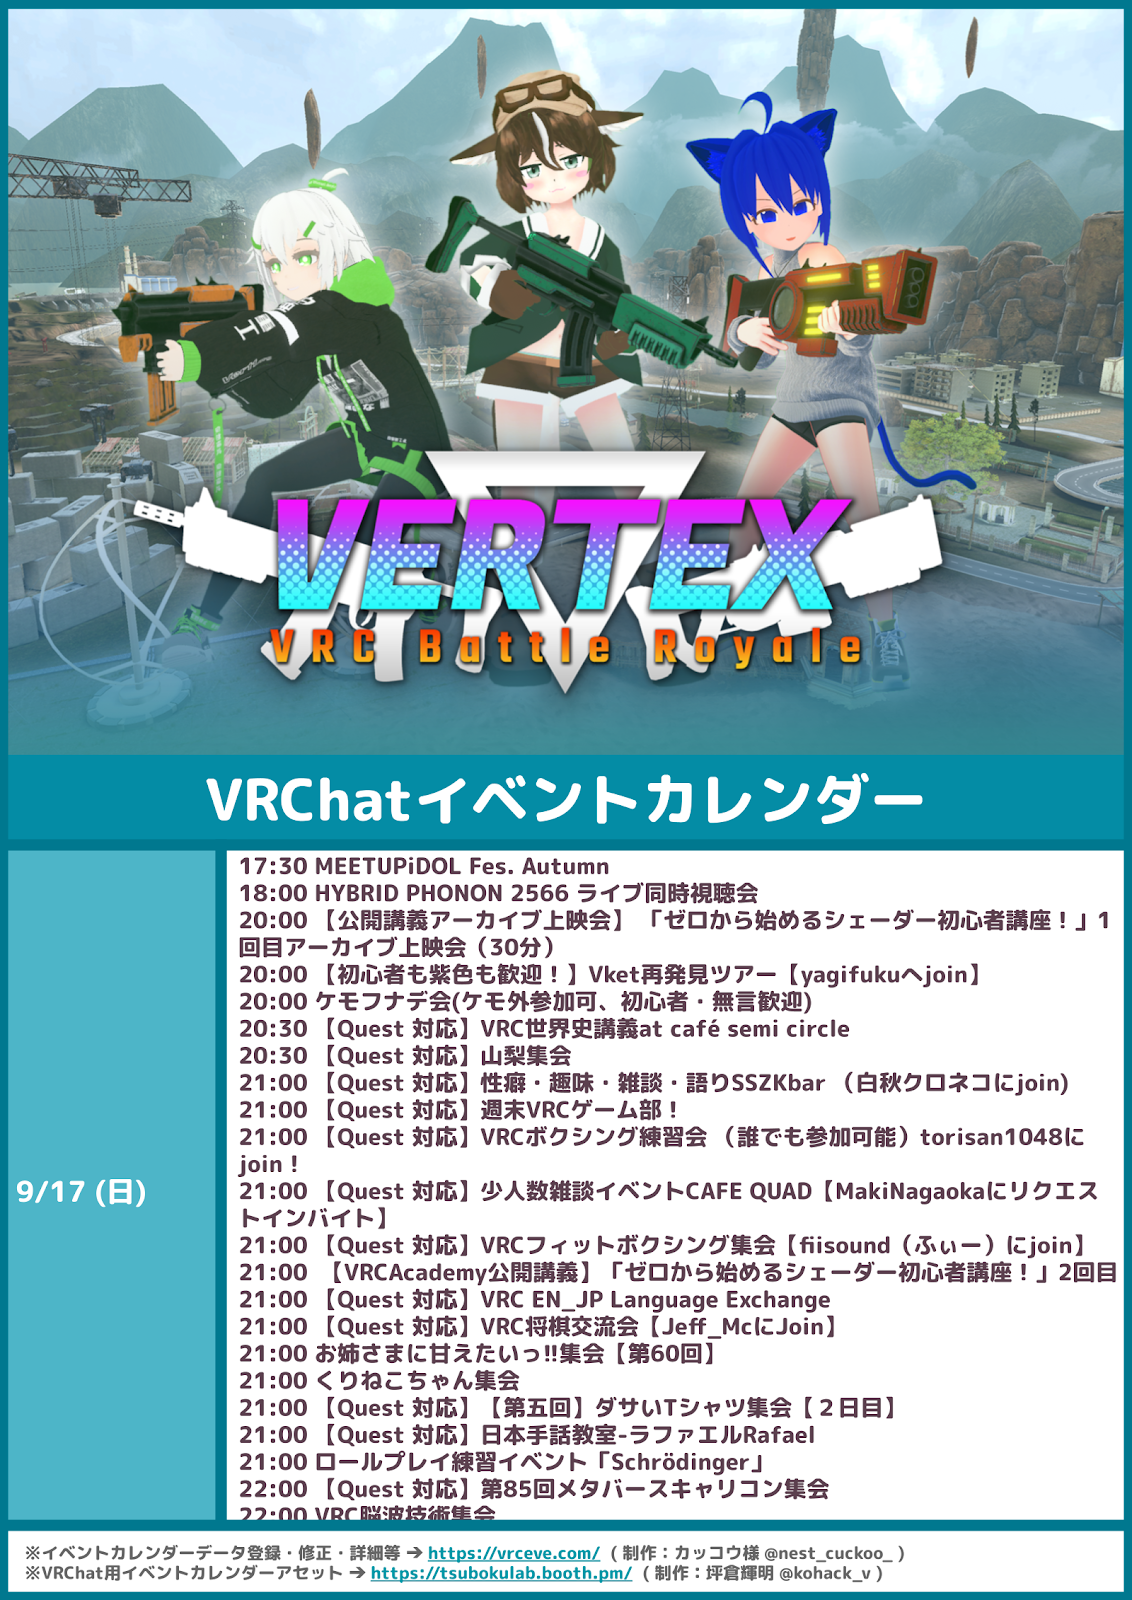 VERTEX
VRC Battle Royale
VRChatイベントカレンダー
9/17 (日)
17:30 MEETUPiDOL Fes. Autumn
18:00 HYBRID PHONON 2566 ライブ同時視聴会
20:00 【公開講義アーカイブ上映会】「ゼロから始めるシェーダー初心者講座！」1
回目アーカイブ上映会（30分）
20:00 【初心者も紫色も歓迎！】Vket再発見ツアー【yagifukuへjoin】
20:00 ケモフナデ会(ケモ外参加可、初心者・無言歓迎)
20:30 【Quest 対応】VRC世界史講義at café semi circle
20:30 【Quest 対応】山梨集会
21:00 【Quest 対応】性癖・趣味・雑談・語りSSZKbar （白秋クロネコにjoin)
21:00 【Quest 対応】週末VRCゲーム部！
21:00 【Quest 対応】VRCボクシング練習会 （誰でも参加可能）torisan1048に
join！
21:00 【Quest 対応】少人数雑談イベントCAFE QUAD【MakiNagaokaにリクエス
トインバイト】
21:00 【Quest 対応】VRCフィットボクシング集会【fiisound（ふぃー）にjoin】
21:00 【VRCAcademy公開講義】「ゼロから始めるシェーダー初心者講座！」2回目
21:00 【Quest 対応】VRC EN_JP Language Exchange
21:00 【Quest 対応】VRC将棋交流会【Jeff_McにJoin】
21:00 お姉さまに甘えたいっ!!集会【第60回】
21:00 くりねこちゃん集会
21:00 【Quest 対応】【第五回】ダサいTシャツ集会【２日目】
21:00 【Quest 対応】日本手話教室-ラファエルRafael
21:00 ロールプレイ練習イベント「Schrödinger」
22:00 【Quest 対応】第85回メタバースキャリコン集会
22:00 VRC脳波技術集会
※イベントカレンダーデータ登録・修正・詳細等 ➔ https://vrceve.com/ （制作：カッコウ様 @nest_cuckoo_ ）
※VRChat用イベントカレンダーアセット ➔ https://tsubokulab.booth.pm/ （制作：坪倉輝明 @kohack_v ）